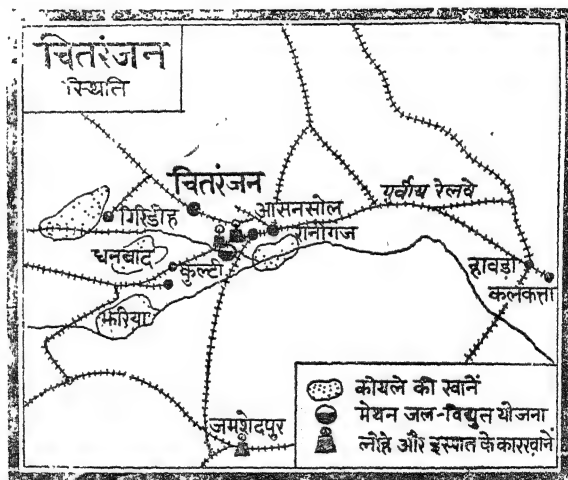 चितरंजन
स्थिति
चितरंजन
आसनसोल
पूर्वीय रेलवे
गिरिडीह
रानीगंज
धनबाद
कुल्टी
हावड़ा
कलकत्ता
झरिया
कोयले की खानें
मेथन जल-विद्युत योजना
जमशेदपुर
लोहे और इस्पात के कारखानें